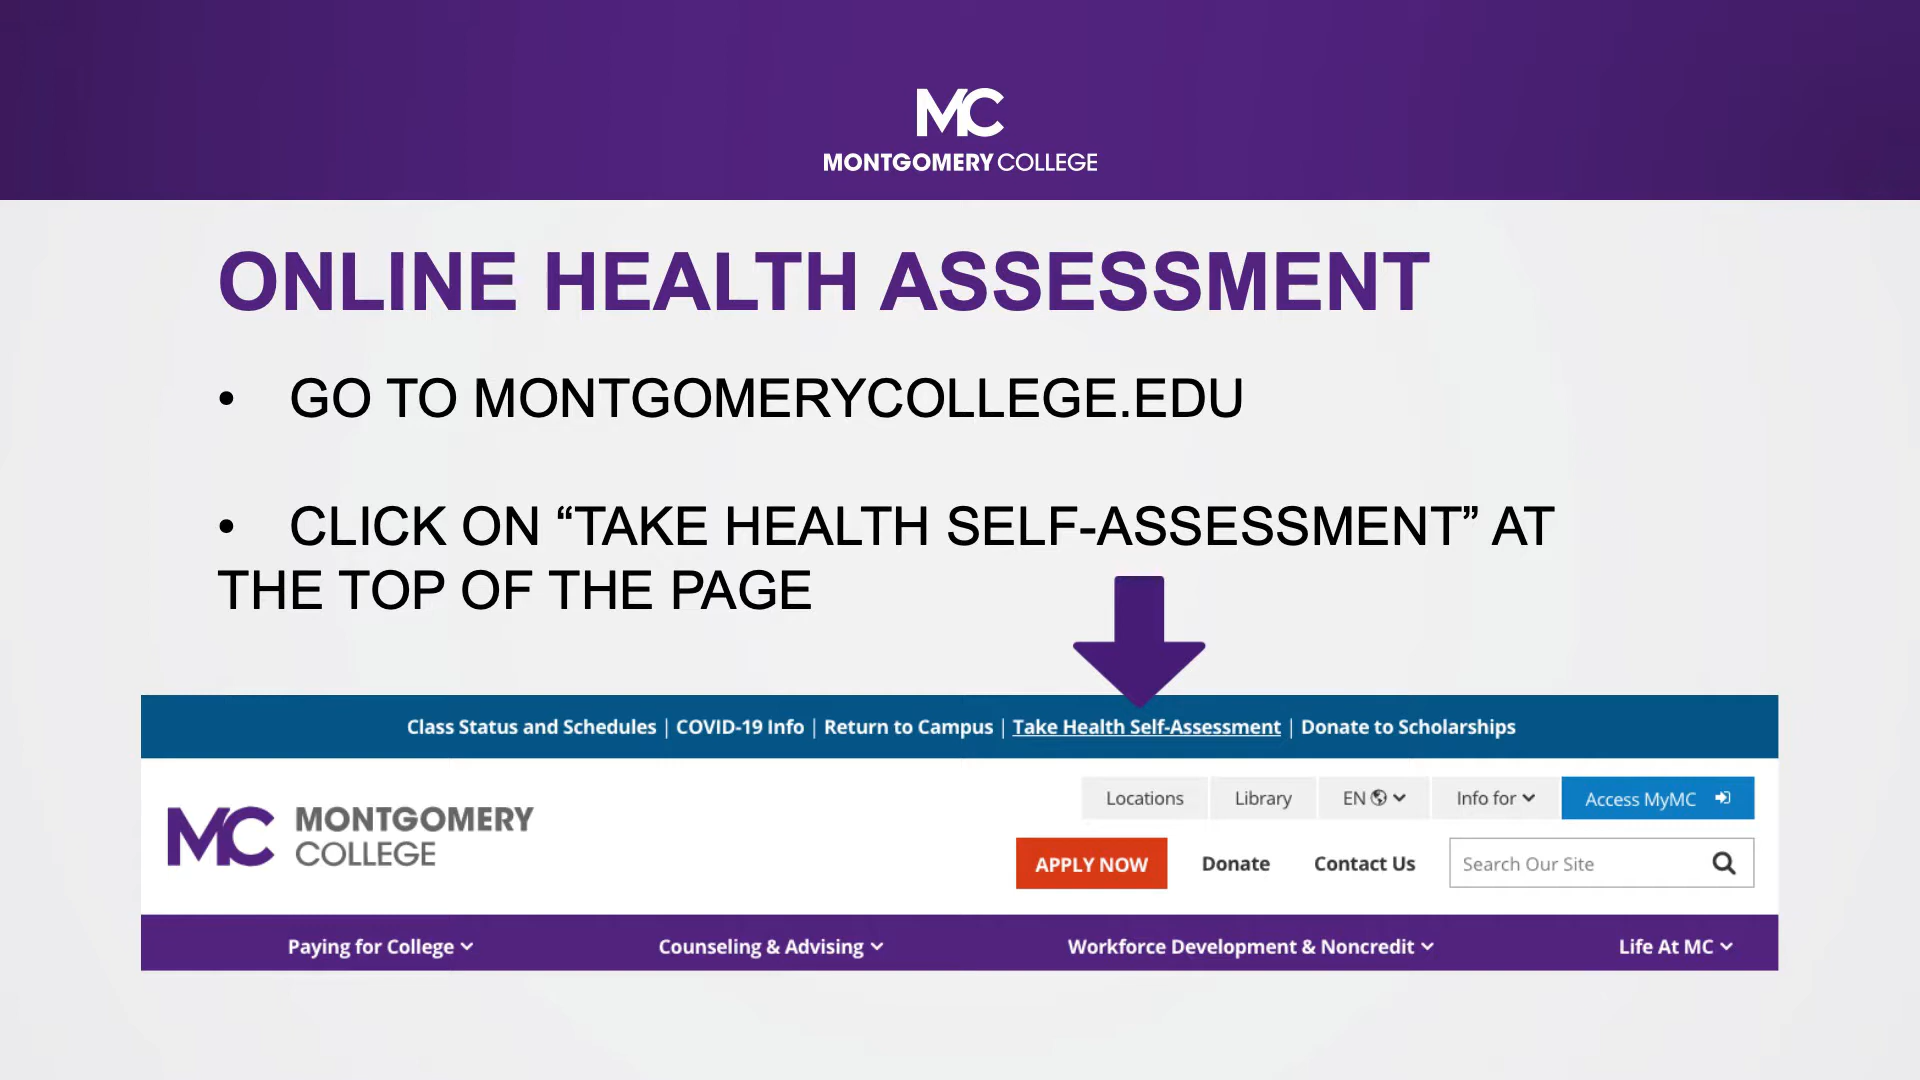 MC
MONTGOMERY COLLEGE
ONLINE HEALTH ASSESSMENT
• GO TO MONTGOMERYCOLLEGE.EDU
• CLICK ON “TAKE HEALTH SELF-ASSESSMENT” AT
THE TOP OF THE PAGE
Class Status and Schedules | COVID-19 Info | Return to Campus | Take Health Self-Assessment | Donate to Scholarships
Locations Library EN Info for Access MyMC
MC MONTGOMERY
COLLEGE
APPLY NOW Donate Contact Us Search Our Site
Paying for College Counseling & Advising Workforce Development & Noncredit Life At MC